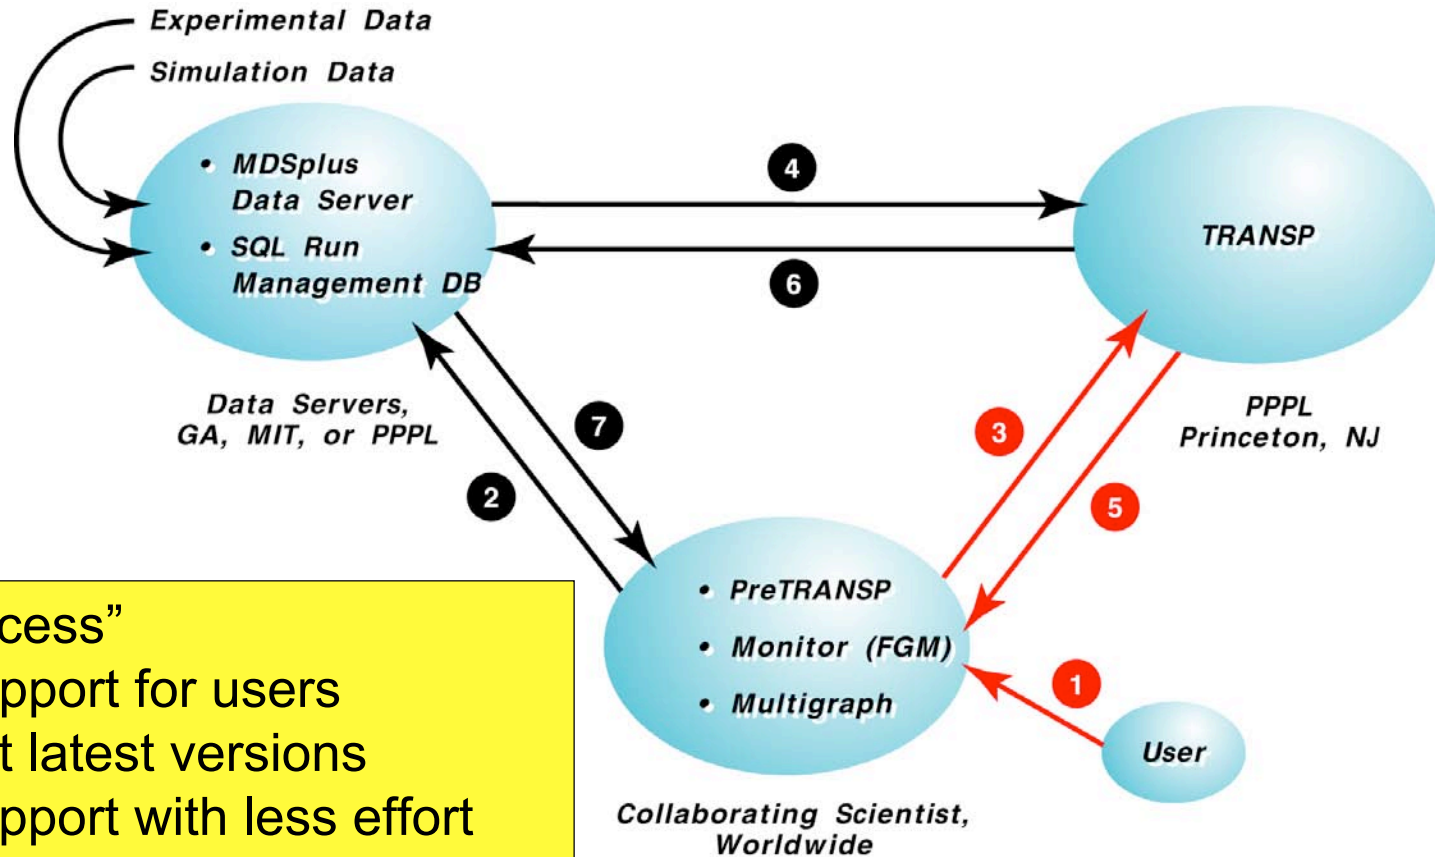 Experimental Data
Simulation Data
• MDSplus
Data Server
• SQL Run
Management DB
4
6
TRANSP
Data Servers,
GA, MIT, or PPPL
7
2
3
5
PPPL
Princeton, NJ
• PreTRANSP
• Monitor (FGM)
• Multigraph
1
User
Collaborating Scientist,
Worldwide
cess”
pport for users
t latest versions
pport with less effort